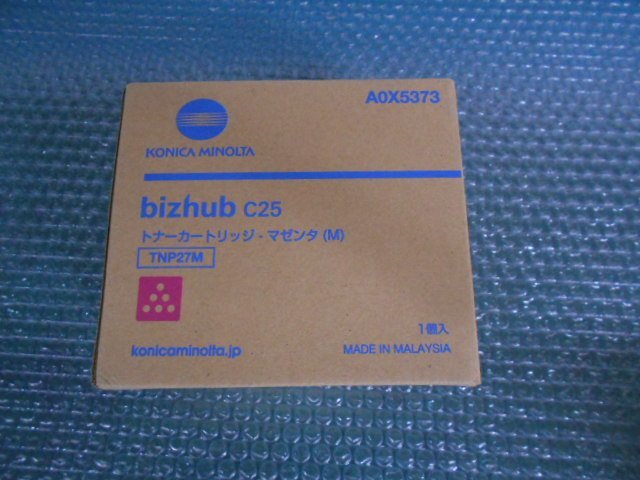 A0X5373
KONICA MINOLTA
bizhub C25
トナーカートリッジ - マゼンタ (M)
TNP27M
1個入
konicaminolta.jp
MADE IN MALAYSIA